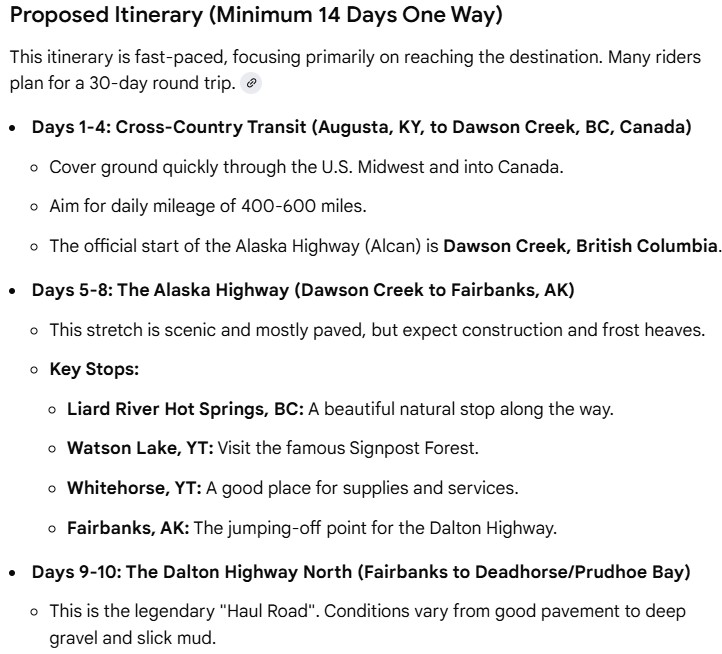 Proposed Itinerary (Minimum 14 Days One Way)
This itinerary is fast-paced, focusing primarily on reaching the destination. Many riders
plan for a 30-day round trip.
• Days 1-4: Cross-Country Transit (Augusta, KY, to Dawson Creek, BC, Canada)
◦ Cover ground quickly through the U.S. Midwest and into Canada.
◦ Aim for daily mileage of 400-600 miles.
◦ The official start of the Alaska Highway (Alcan) is Dawson Creek, British Columbia.
• Days 5-8: The Alaska Highway (Dawson Creek to Fairbanks, AK)
◦ This stretch is scenic and mostly paved, but expect construction and frost heaves.
◦ Key Stops:
◦ Liard River Hot Springs, BC: A beautiful natural stop along the way.
◦ Watson Lake, YT: Visit the famous Signpost Forest.
◦ Whitehorse, YT: A good place for supplies and services.
◦ Fairbanks, AK: The jumping-off point for the Dalton Highway.
• Days 9-10: The Dalton Highway North (Fairbanks to Deadhorse/Prudhoe Bay)
◦ This is the legendary "Haul Road". Conditions vary from good pavement to deep
gravel and slick mud.